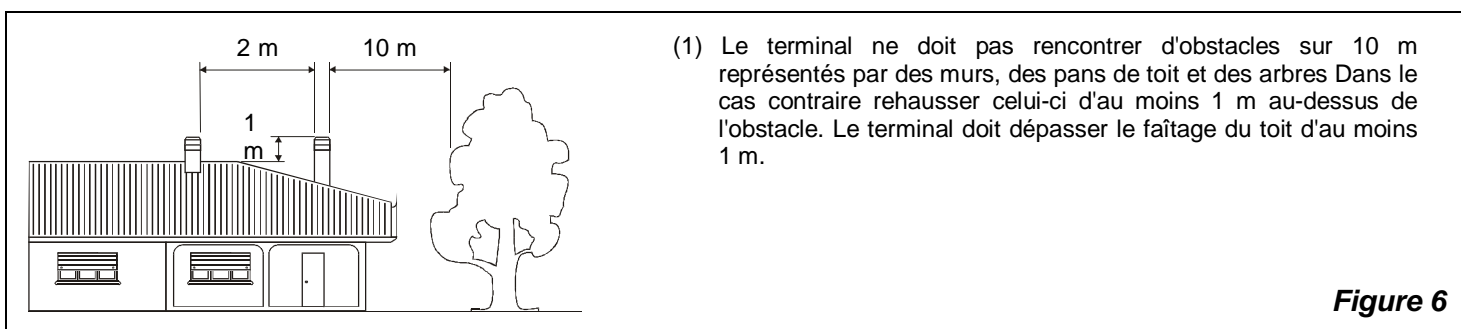 2 m
10 m
1
m
(1) Le terminal ne doit pas rencontrer d'obstacles sur 10 m
représentés par des murs, des pans de toit et des arbres Dans le
cas contraire rehausser celui-ci d'au moins 1 m au-dessus de
l'obstacle. Le terminal doit dépasser le faîtage du toit d'au moins
1 m.
Figure 6